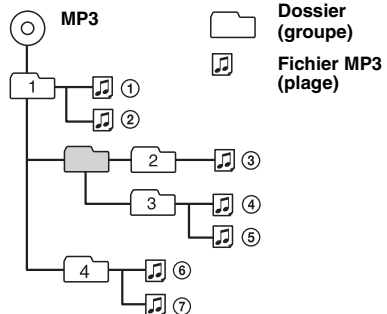 MP3
Dossier
(groupe)
Fichier MP3
(plage)
1
①
②
2
③
3
④
⑤
4
⑥
⑦